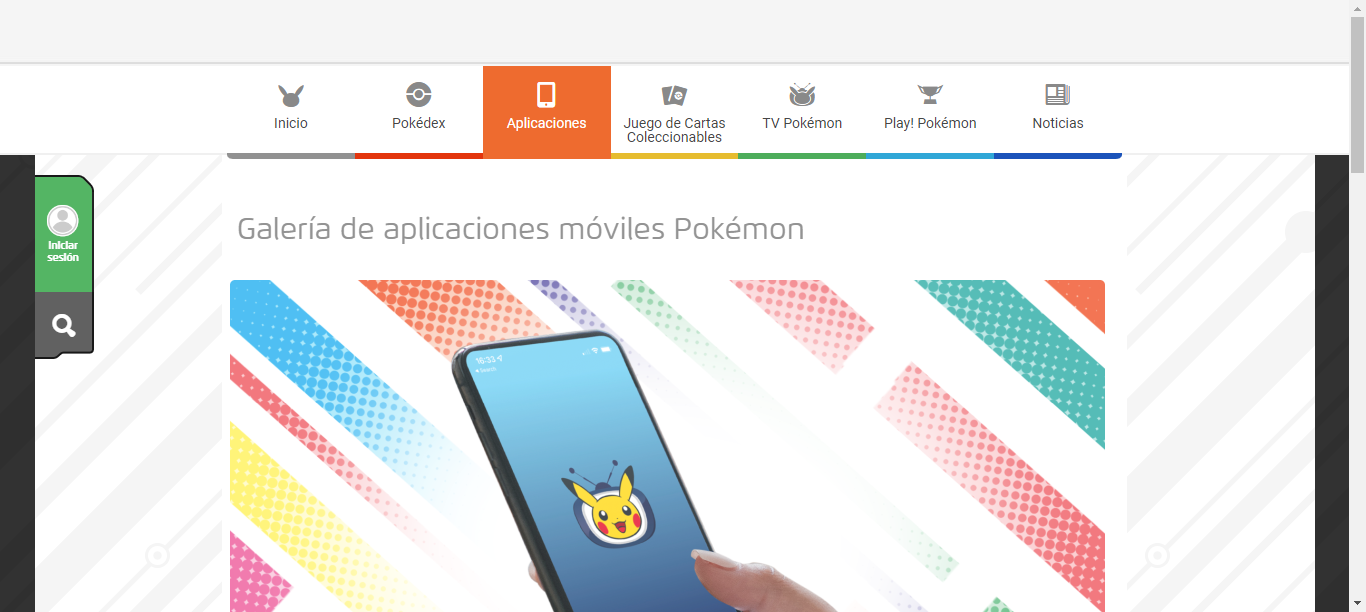 Inicio
Pokédex
Aplicaciones
Juego de Cartas
Coleccionables
TV Pokémon
Play! Pokémon
Noticias
Iniciar
sesión
Galería de aplicaciones móviles Pokémon
16:33
Search